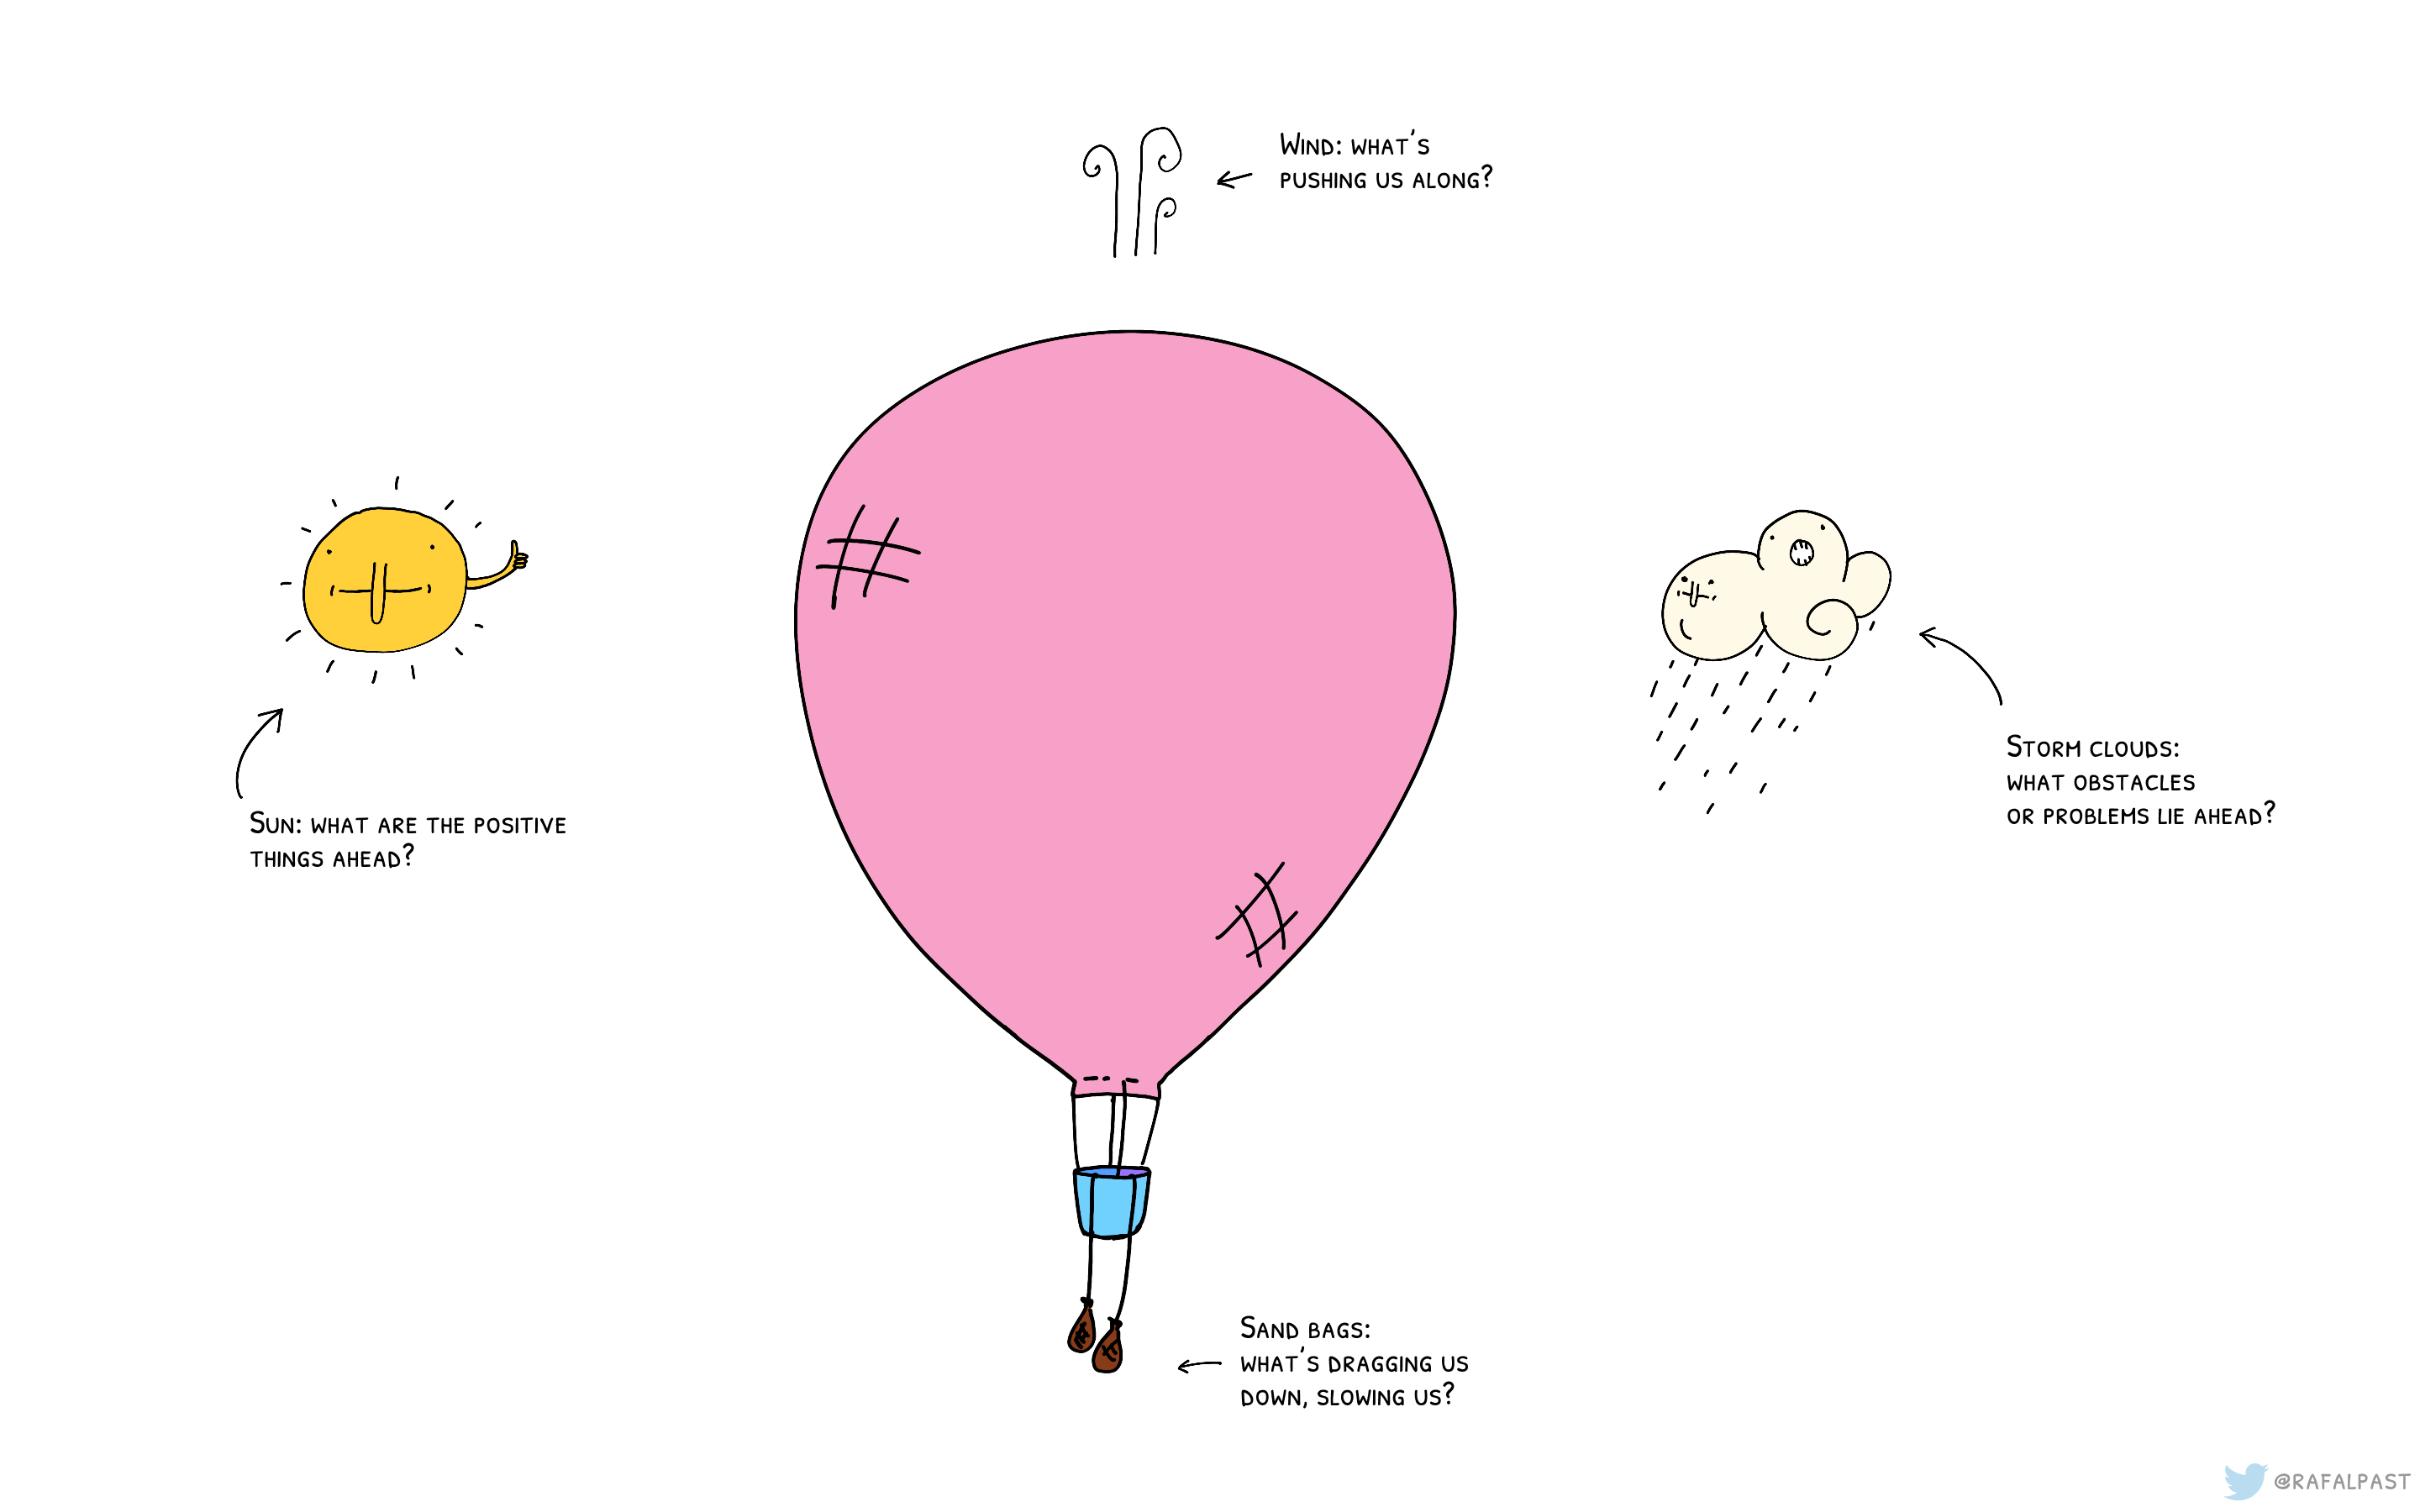 Wind: what's
pushing us along?
Sun: what are the positive
things ahead?
Storm clouds:
what obstacles
or problems lie ahead?
Sand bags:
what's dragging us
down, slowing us?
@rafalpast